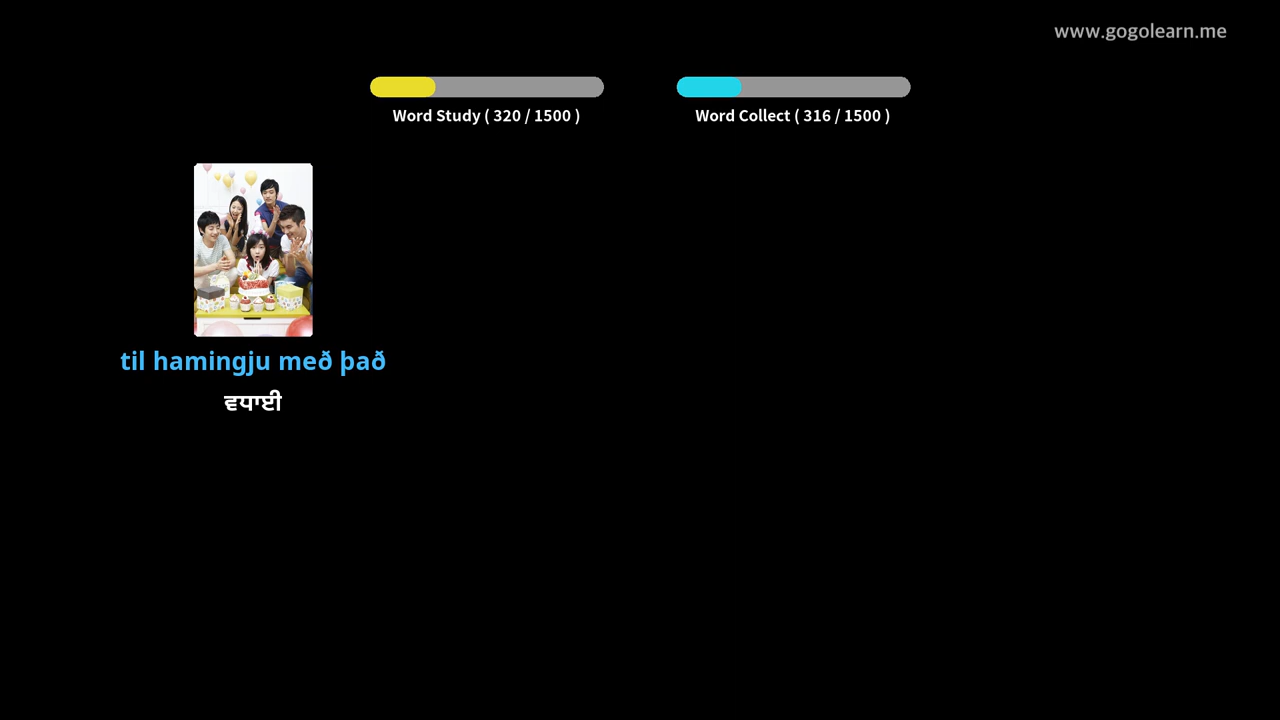 www.gogolearn.me
Word Study ( 320 / 1500 )
Word Collect ( 316 / 1500 )
til hamingju með það
ਵਧਾਈ